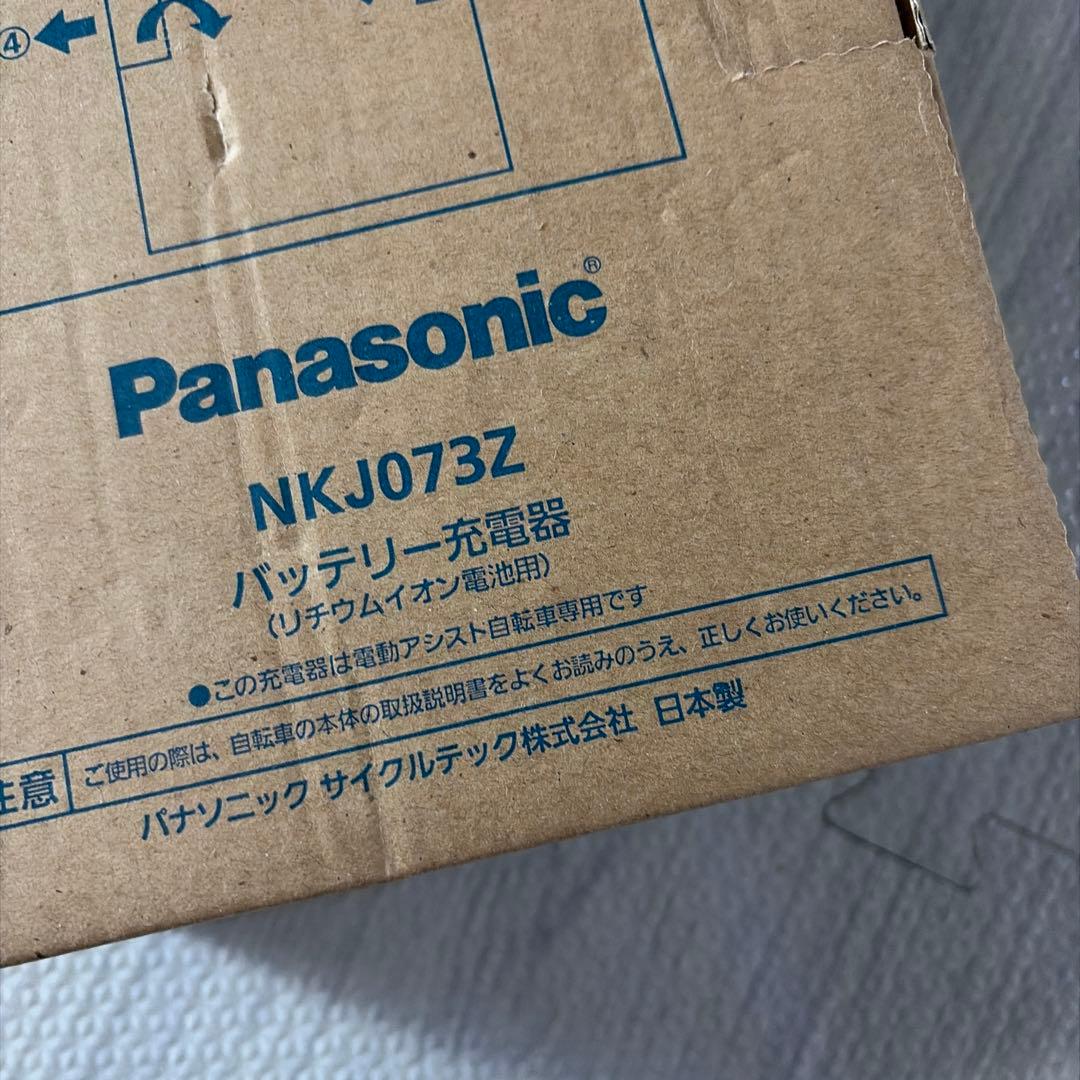 ④
Panasonic®
NKJ073Z
バッテリー充電器
(リチウムイオン電池用)
●この充電器は電動アシスト自転車専用です
注意 ご使用の際は、自転車の本体の取扱説明書をよくお読みのうえ、正しくお使いください。
パナソニック サイクルテック株式会社 日本製